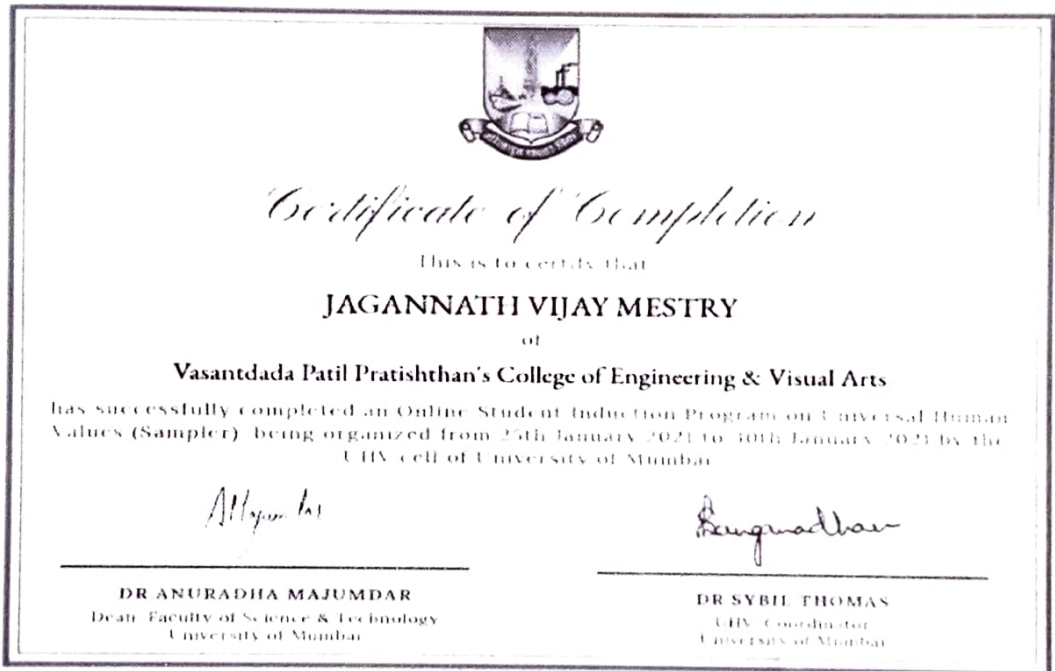 Certificate of Completion
This is to certify that
JAGANNATH VIJAY MESTRY
of
Vasantdada Patil Pratishthan's College of Engineering & Visual Arts
has successfully completed an Online Student Induction Program on Universal Human
Values (Sampler) being organized from 25th January 2021 to 30th January 2021 by the
UHV cell of University of Mumbai
DR ANURADHA MAJUMDAR
Dean Faculty of Science & Technology
University of Mumbai
DR SYBIL THOMAS
UHV Coordinator
University of Mumbai